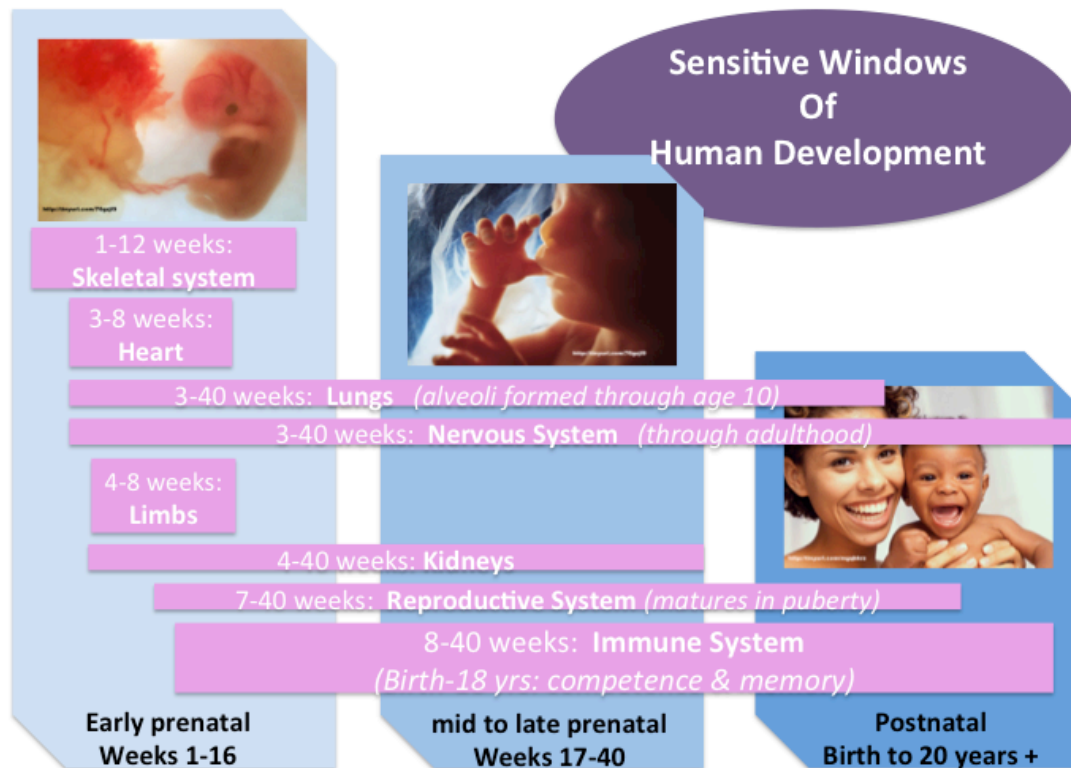 Sensitive Windows
Of
Human Development
1-12 weeks:
Skeletal system
3-8 weeks:
Heart
3-40 weeks: Lungs (alveoli formed through age 10)
3-40 weeks: Nervous System (through adulthood)
4-8 weeks:
Limbs
4-40 weeks: Kidneys
7-40 weeks: Reproductive System (matures in puberty)
8-40 weeks: Immune System
(Birth-18 yrs: competence & memory)
Early prenatal
Weeks 1-16
mid to late prenatal
Weeks 17-40
Postnatal
Birth to 20 years +